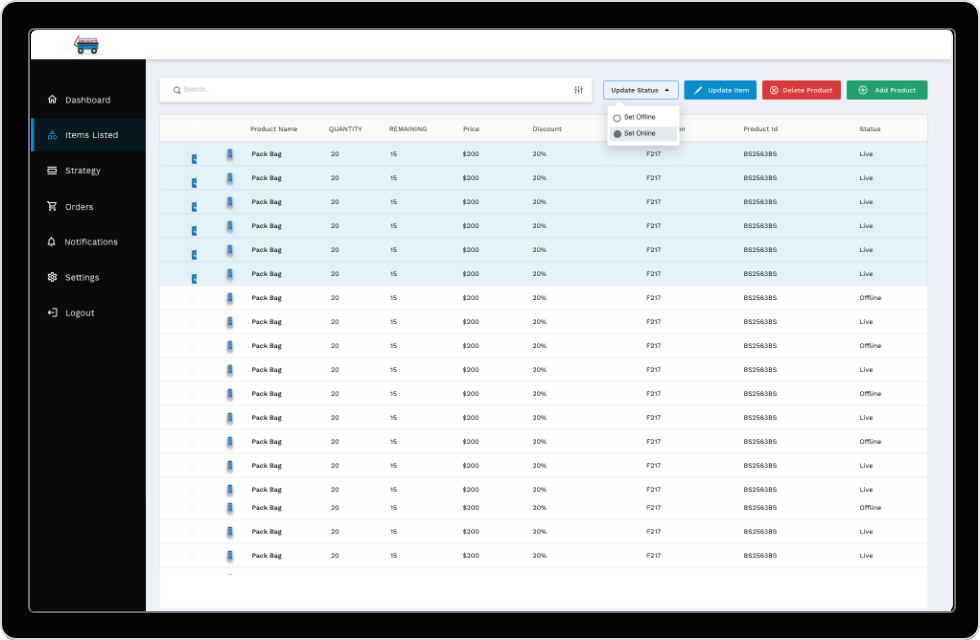 Dashboard
Items Listed
Strategy
Orders
Notifications
Settings
Logout
Search...
Update Status
Update Item
Delete Product
Add Product
Set Offline
Set Online
Product Name QUANTITY REMAINING Price Discount Product Id Status
Pack Bag 20 15 $200 20% F217 BS2563BS Live
Pack Bag 20 15 $200 20% F217 BS2563BS Live
Pack Bag 20 15 $200 20% F217 BS2563BS Live
Pack Bag 20 15 $200 20% F217 BS2563BS Live
Pack Bag 20 15 $200 20% F217 BS2563BS Live
Pack Bag 20 15 $200 20% F217 BS2563BS Live
Pack Bag 20 15 $200 20% F217 BS2563BS Offline
Pack Bag 20 15 $200 20% F217 BS2563BS Live
Pack Bag 20 15 $200 20% F217 BS2563BS Offline
Pack Bag 20 15 $200 20% F217 BS2563BS Live
Pack Bag 20 15 $200 20% F217 BS2563BS Offline
Pack Bag 20 15 $200 20% F217 BS2563BS Live
Pack Bag 20 15 $200 20% F217 BS2563BS Offline
Pack Bag 20 15 $200 20% F217 BS2563BS Live
Pack Bag 20 15 $200 20% F217 BS2563BS Live
Pack Bag 20 15 $200 20% F217 BS2563BS Offline
Pack Bag 20 15 $200 20% F217 BS2563BS Live
Pack Bag 20 15 $200 20% F217 BS2563BS Live